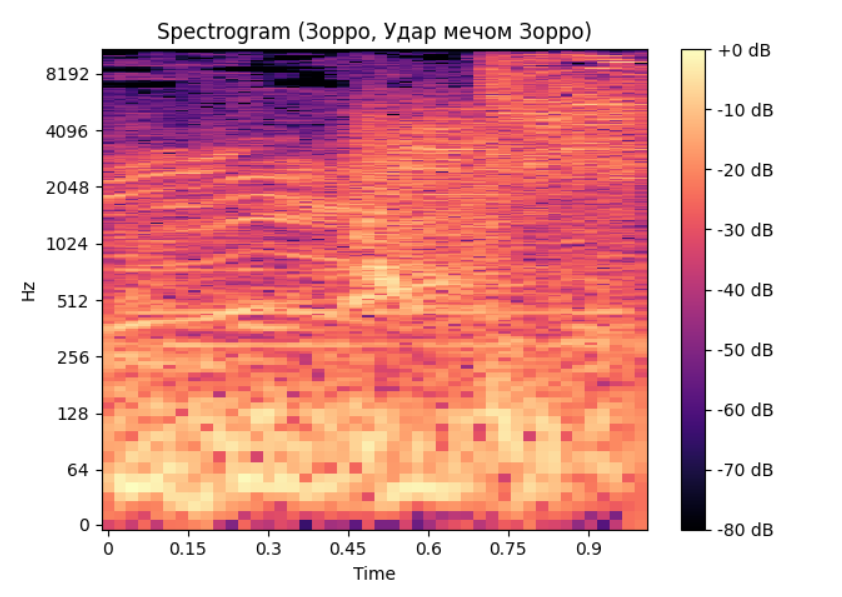 Spectrogram (Зорро, Удар мечом Зорро)
+0 dB
8192
-10 dB
4096
-20 dB
2048
-30 dB
1024
Hz
-40 dB
512
-50 dB
256
128
-60 dB
64
-70 dB
0
-80 dB
0 0.15 0.3 0.45 0.6 0.75 0.9
Time